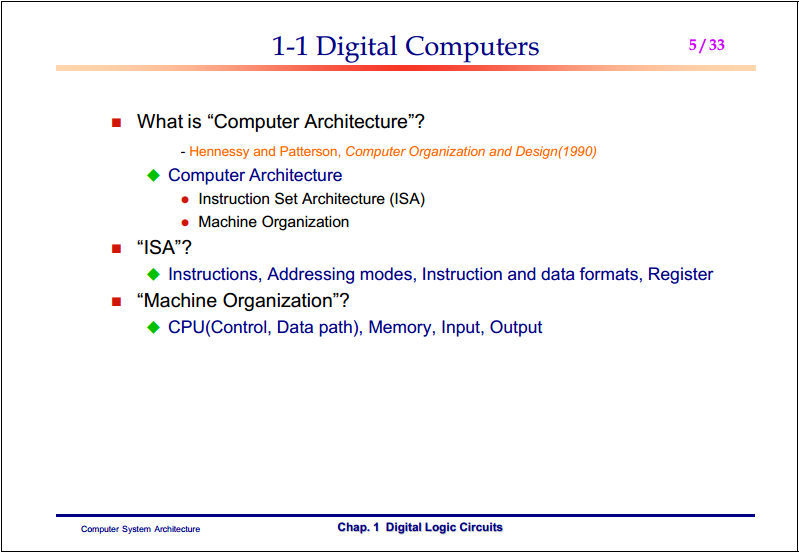 1-1 Digital Computers
5 / 33
What is “Computer Architecture”?
- Hennessy and Patterson, Computer Organization and Design(1990)
Computer Architecture
Instruction Set Architecture (ISA)
Machine Organization
“ISA”?
Instructions, Addressing modes, Instruction and data formats, Register
“Machine Organization”?
CPU(Control, Data path), Memory, Input, Output
Computer System Architecture
Chap. 1 Digital Logic Circuits